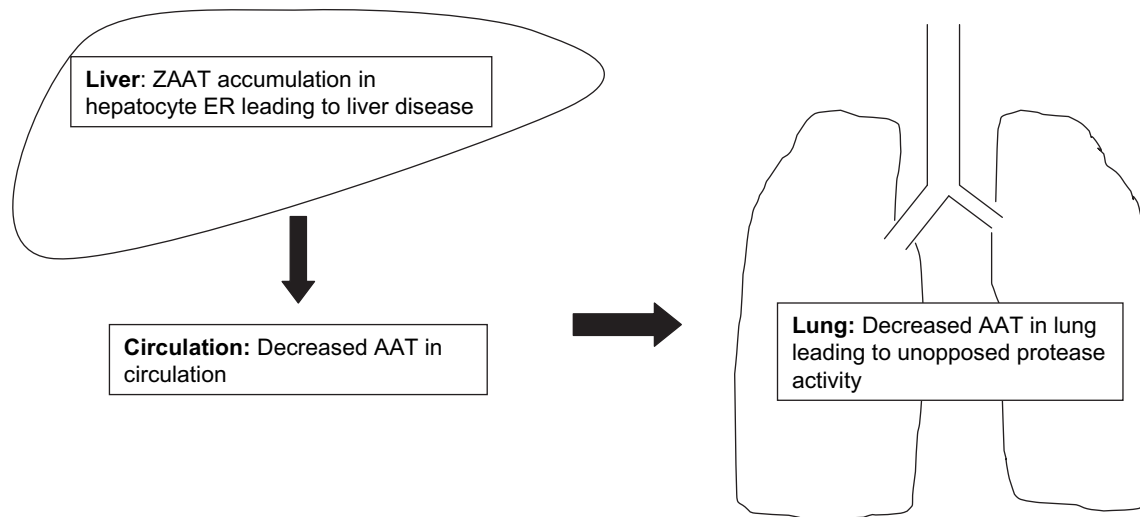 Liver: ZAAT accumulation in
hepatocyte ER leading to liver disease
Circulation: Decreased AAT in
circulation
Lung: Decreased AAT in lung
leading to unopposed protease
activity